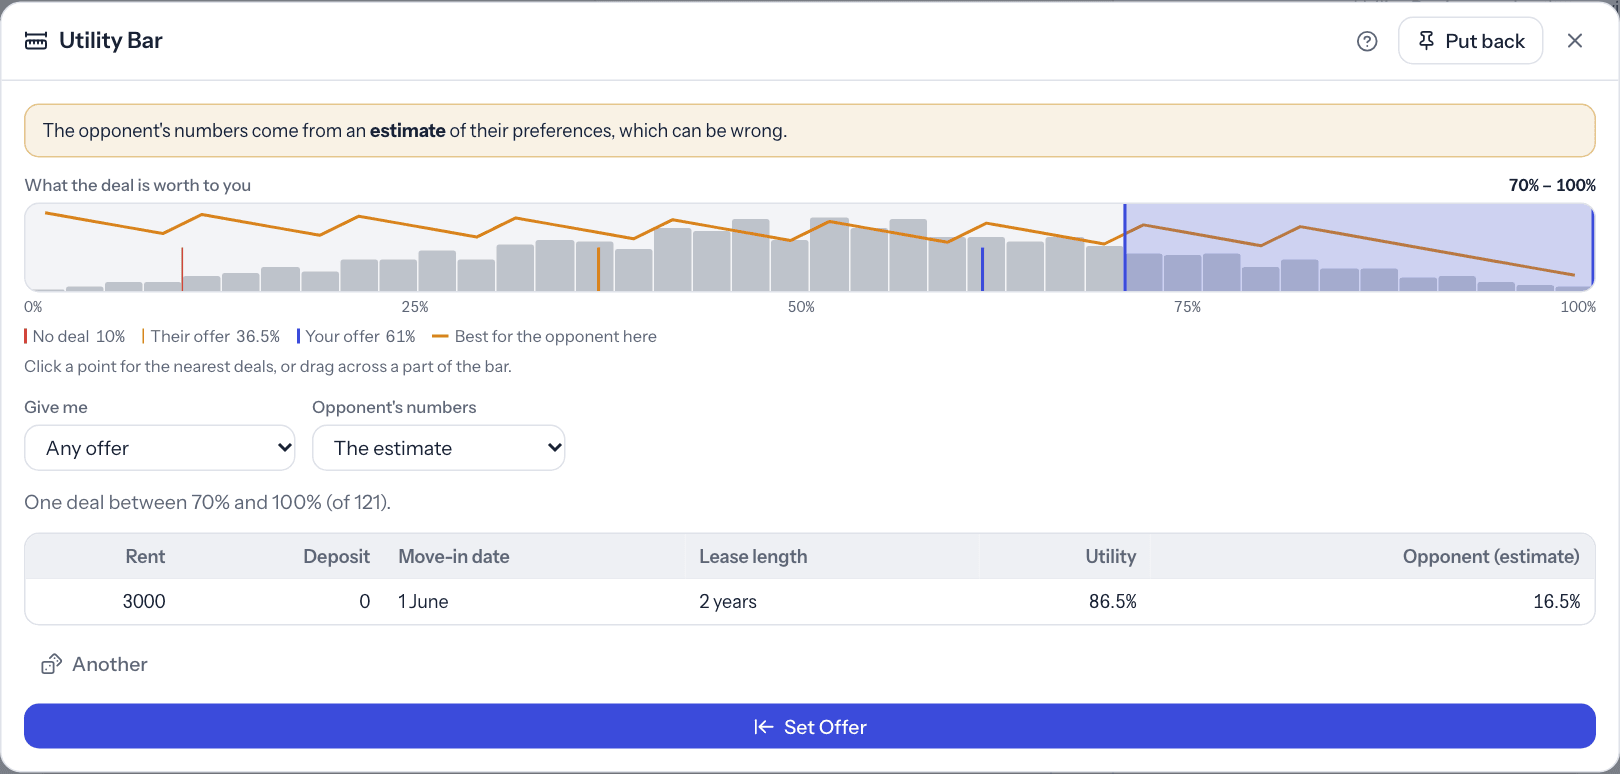 Utility Bar
Put back
The opponent's numbers come from an estimate of their preferences, which can be wrong.
What the deal is worth to you 70% – 100%
0% 25% 50% 75% 100%
No deal 10% Their offer 36.5% Your offer 61% Best for the opponent here
Click a point for the nearest deals, or drag across a part of the bar.
Give me Opponent's numbers
Any offer The estimate
One deal between 70% and 100% (of 121).
Rent Deposit Move-in date Lease length Utility Opponent (estimate)
3000 0 1 June 2 years 86.5% 16.5%
Another
Set Offer